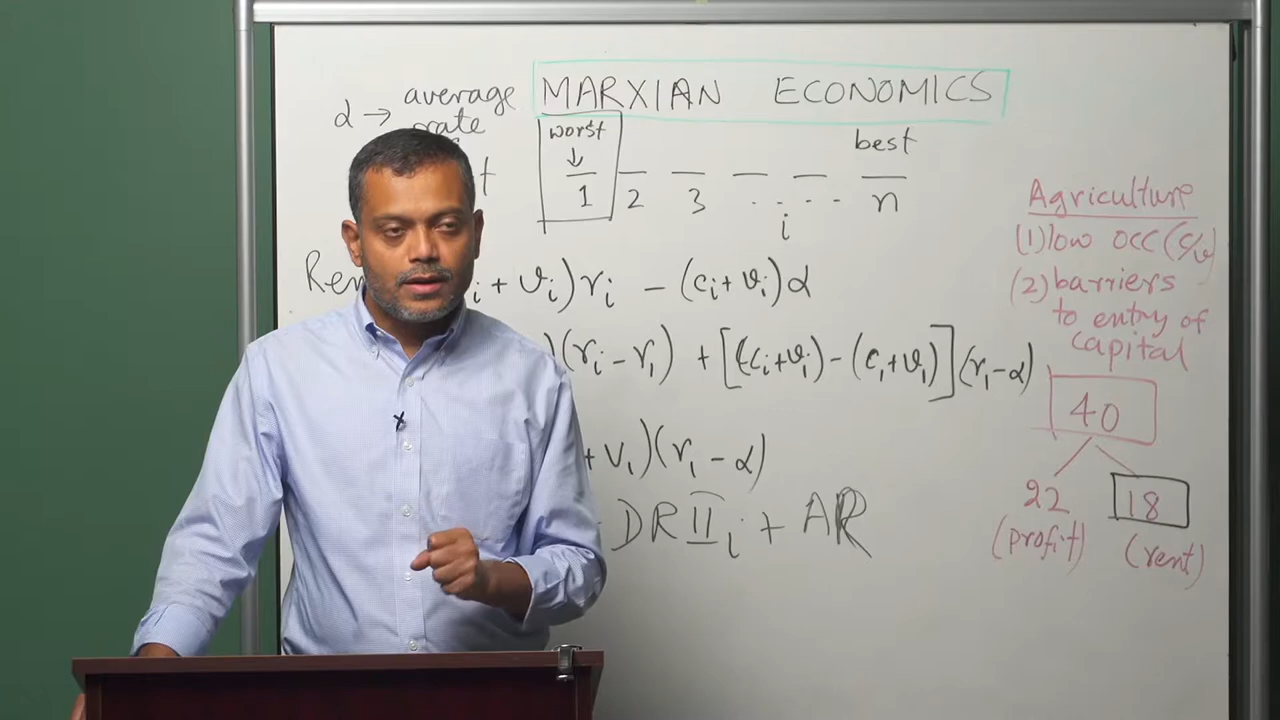 MARXIAN ECONOMICS
α → average
rate
worst
↓
best
1 2 3 . . . . n
i
Agriculture
(1) low OCC (c/v)
(2) barriers
to entry of
capital
+ vᵢ)rᵢ – (cᵢ + vᵢ)α
)(rᵢ – r₁) + [(cᵢ+vᵢ) – (c₁+v₁)](r₁ – α)
+ v₁)(r₁ – α)
DRIIᵢ + AR
40
22 18
(profit) (rent)